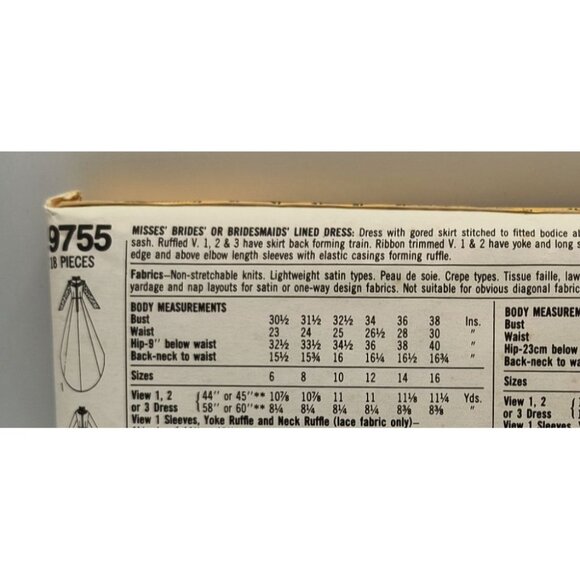 9755
18 PIECES
MISSES' BRIDES' OR BRIDESMAIDS' LINED DRESS: Dress with gored skirt stitched to fitted bodice
sash. Ruffled V. 1, 2 & 3 have skirt back forming train. Ribbon trimmed V. 1 & 2 have yoke and long
edge and above elbow length sleeves with elastic casings forming ruffle.
Fabrics—Non-stretchable knits. Lightweight satin types. Peau de soie. Crepe types. Tissue faille,
yardage and nap layouts for satin or one-way design fabrics. Not suitable for obvious diagonal
BODY MEASUREMENTS
Bust 30½ 31½ 32½ 34 36 38 Ins.
Waist 23 24 25 26½ 28 30 "
Hip-9" below waist 32½ 33½ 34½ 36 38 40 "
Back-neck to waist 15½ 15¾ 16 16¼ 16½ 16¾ "
Sizes 6 8 10 12 14 16
View 1, 2 {44" or 45"** 10⅞ 10⅞ 11 11 11⅛ 11¼ Yds.
or 3 Dress {58" or 60"** 8¼ 8¼ 8¼ 8¼ 8⅜ 8⅜ "
View 1 Sleeves, Yoke Ruffle and Neck Ruffle (lace fabric only)—
1
BODY
Bust
Waist
Hip-23cm below
Back-neck to
Sizes
View 1, 2
or 3 Dress